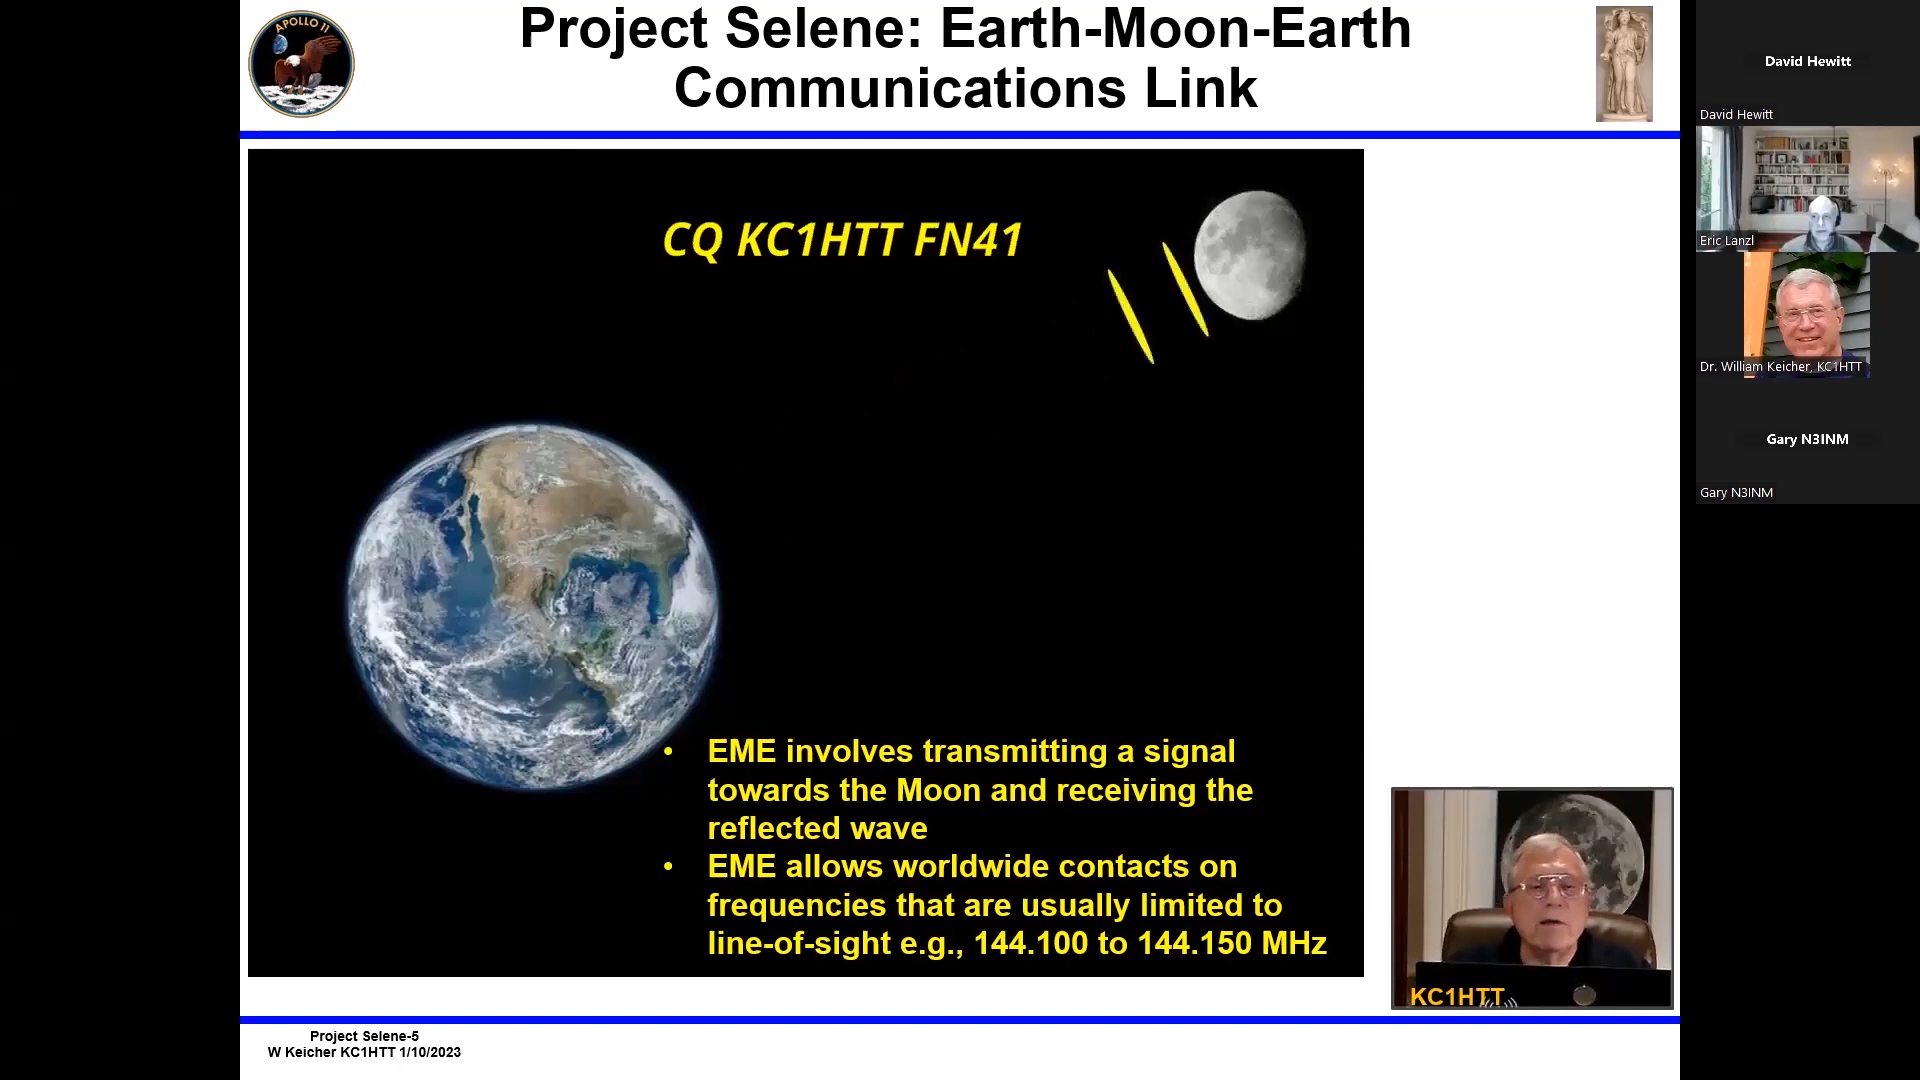 APOLLO 11
Project Selene: Earth-Moon-Earth
Communications Link
CQ KC1HTT FN41
• EME involves transmitting a signal
towards the Moon and receiving the
reflected wave
• EME allows worldwide contacts on
frequencies that are usually limited to
line-of-sight e.g., 144.100 to 144.150 MHz
KC1HTT
Project Selene-5
W Keicher KC1HTT 1/10/2023
David Hewitt
David Hewitt
Eric Lanzl
Dr. William Keicher, KC1HTT
Gary N3INM
Gary N3INM